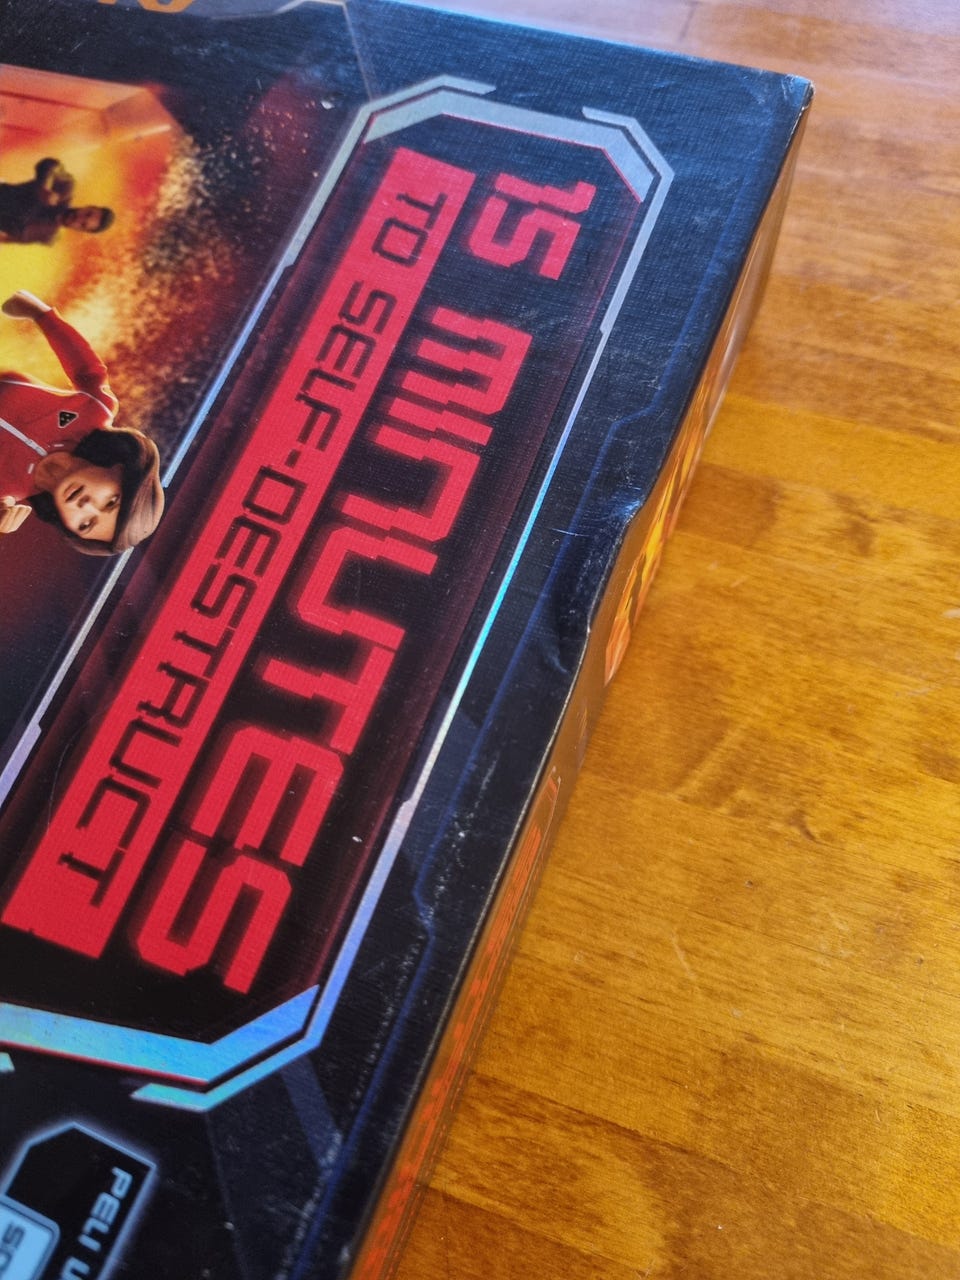 15 MINUTES
TO SELF-DESTRUCT
PELI